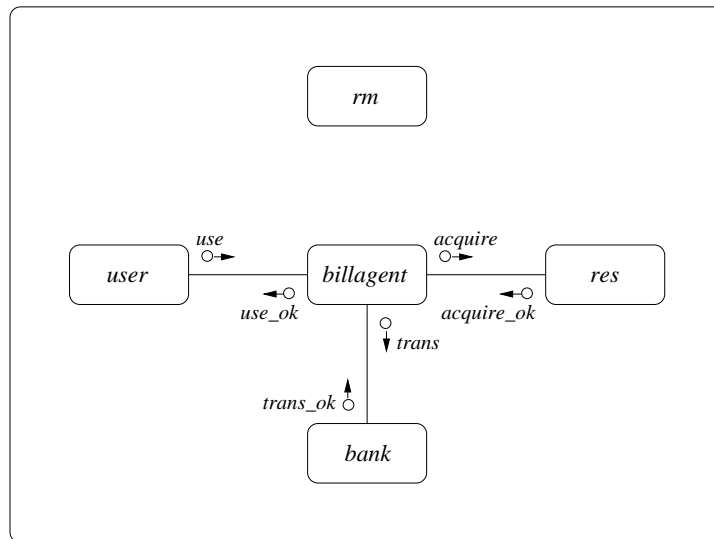 rm
use
acquire
user
billagent
res
use_ok
acquire_ok
trans
trans_ok
bank